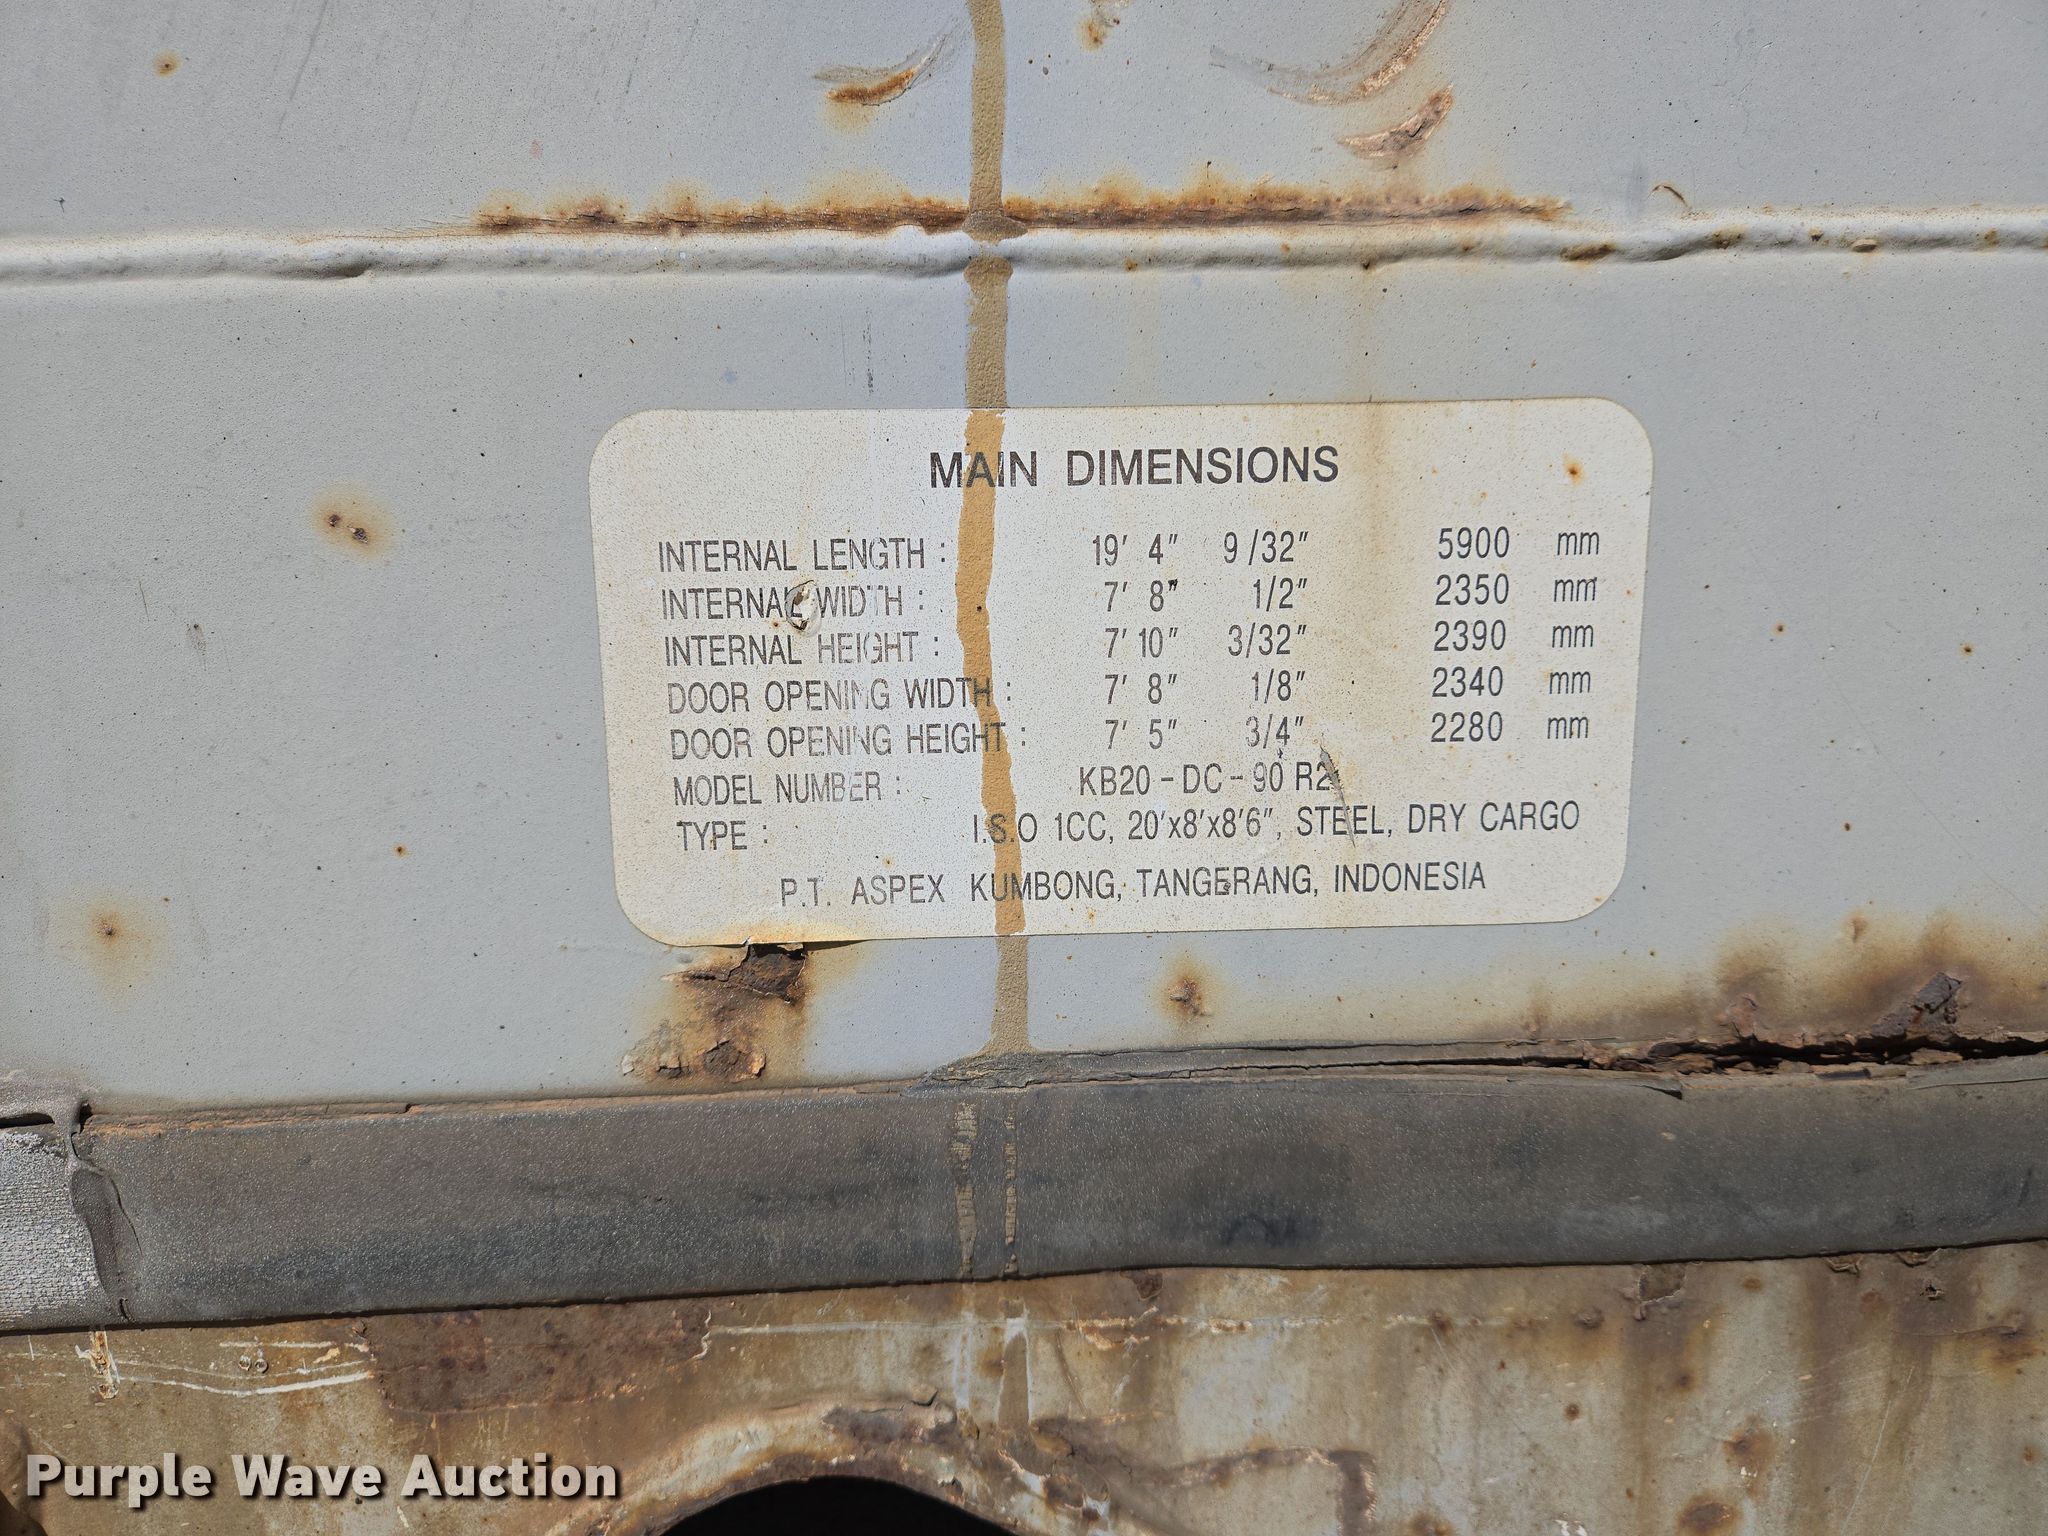 MAIN DIMENSIONS
INTERNAL LENGTH : 19' 4" 9/32" 5900 mm
INTERNAL WIDTH : 7' 8" 1/2" 2350 mm
INTERNAL HEIGHT : 7' 10" 3/32" 2390 mm
DOOR OPENING WIDTH : 7' 8" 1/8" 2340 mm
DOOR OPENING HEIGHT : 7' 5" 3/4" 2280 mm
MODEL NUMBER : KB20-DC-90 R2
TYPE : I.S.O 1CC, 20'x8'x8'6", STEEL, DRY CARGO
P.T. ASPEX KUMBONG, TANGERANG, INDONESIA
Purple Wave Auction